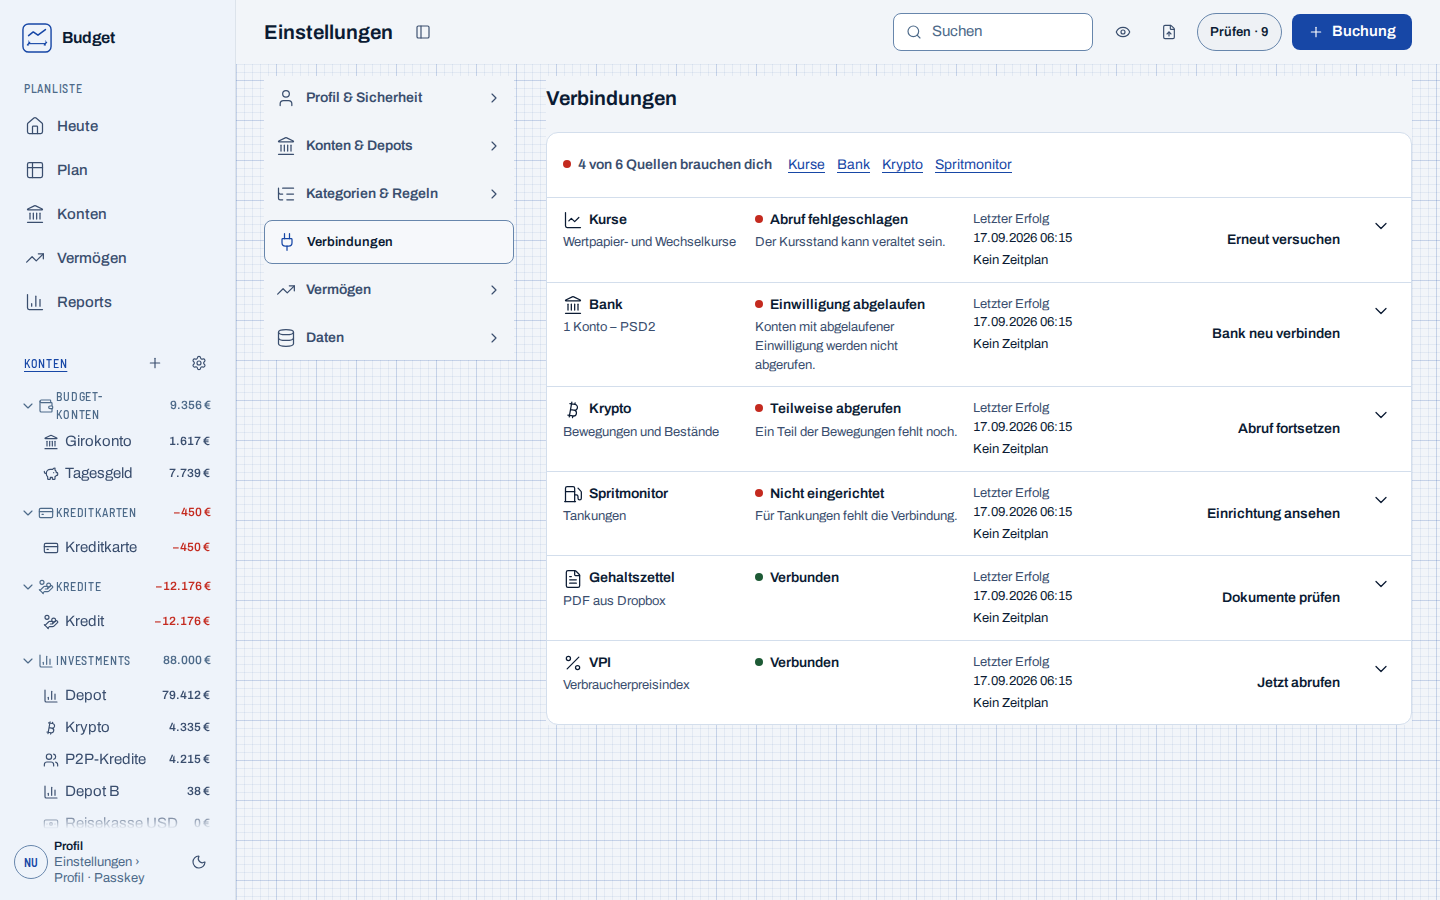 Budget
PLANLISTE
Heute
Plan
Konten
Vermögen
Reports
KONTEN
BUDGET-
KONTEN
9.356 €
Girokonto 1.617 €
Tagesgeld 7.739 €
KREDITKARTEN −450 €
Kreditkarte −450 €
KREDITE −12.176 €
Kredit −12.176 €
INVESTMENTS 88.000 €
Depot 79.412 €
Krypto 4.335 €
P2P-Kredite 4.215 €
Depot B 38 €
Reisekasse USD 0 €
NU
Profil
Einstellungen ›
Profil · Passkey
Einstellungen
Suchen
Prüfen · 9
Buchung
Profil & Sicherheit
Konten & Depots
Kategorien & Regeln
Verbindungen
Vermögen
Daten
Verbindungen
4 von 6 Quellen brauchen dich Kurse Bank Krypto Spritmonitor
Kurse
Wertpapier- und Wechselkurse
Abruf fehlgeschlagen
Der Kursstand kann veraltet sein.
Letzter Erfolg
17.09.2026 06:15
Kein Zeitplan
Erneut versuchen
Bank
1 Konto – PSD2
Einwilligung abgelaufen
Konten mit abgelaufener
Einwilligung werden nicht
abgerufen.
Letzter Erfolg
17.09.2026 06:15
Kein Zeitplan
Bank neu verbinden
Krypto
Bewegungen und Bestände
Teilweise abgerufen
Ein Teil der Bewegungen fehlt noch.
Letzter Erfolg
17.09.2026 06:15
Kein Zeitplan
Abruf fortsetzen
Spritmonitor
Tankungen
Nicht eingerichtet
Für Tankungen fehlt die Verbindung.
Letzter Erfolg
17.09.2026 06:15
Kein Zeitplan
Einrichtung ansehen
Gehaltszettel
PDF aus Dropbox
Verbunden
Letzter Erfolg
17.09.2026 06:15
Kein Zeitplan
Dokumente prüfen
VPI
Verbraucherpreisindex
Verbunden
Letzter Erfolg
17.09.2026 06:15
Kein Zeitplan
Jetzt abrufen